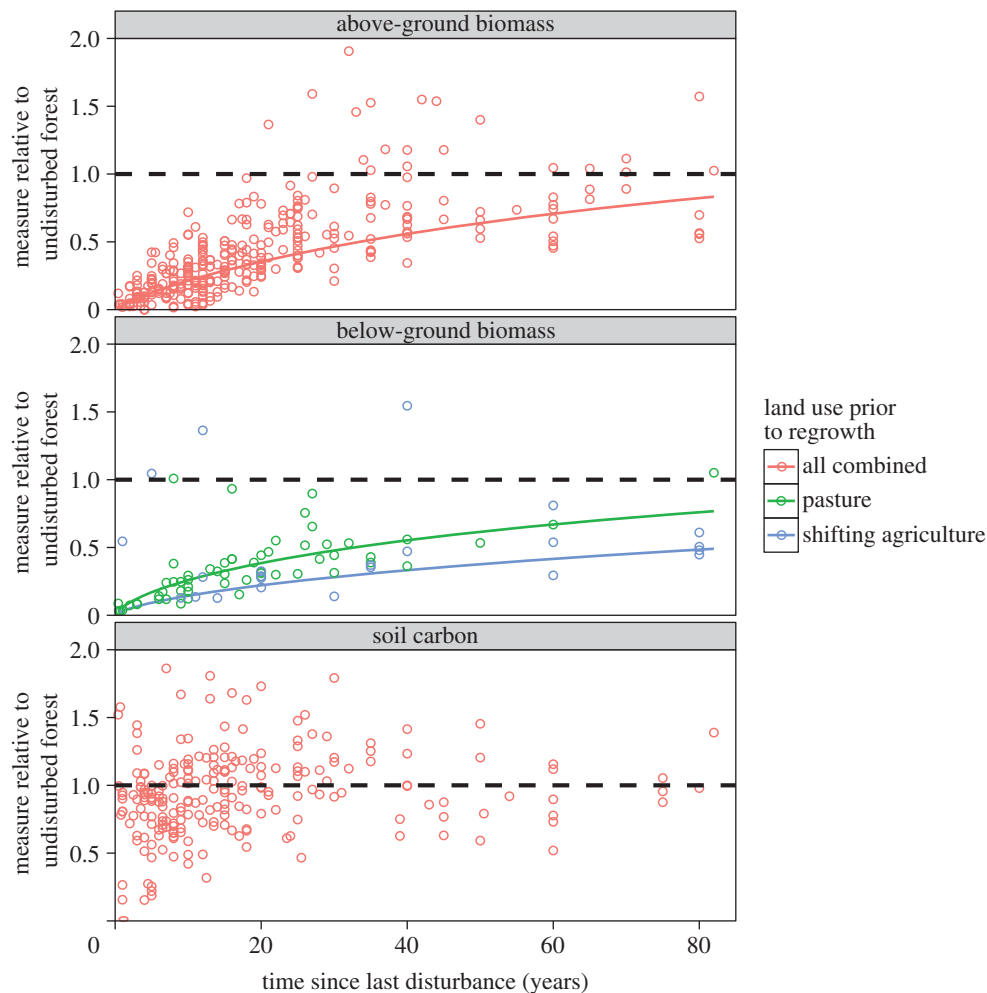 above-ground biomass
2.0
1.5
1.0
0.5
0
measure relative to
undisturbed forest
below-ground biomass
2.0
1.5
1.0
0.5
0
measure relative to
undisturbed forest
land use prior
to regrowth
all combined
pasture
shifting agriculture
soil carbon
2.0
1.5
1.0
0.5
measure relative to
undisturbed forest
0 20 40 60 80
time since last disturbance (years)